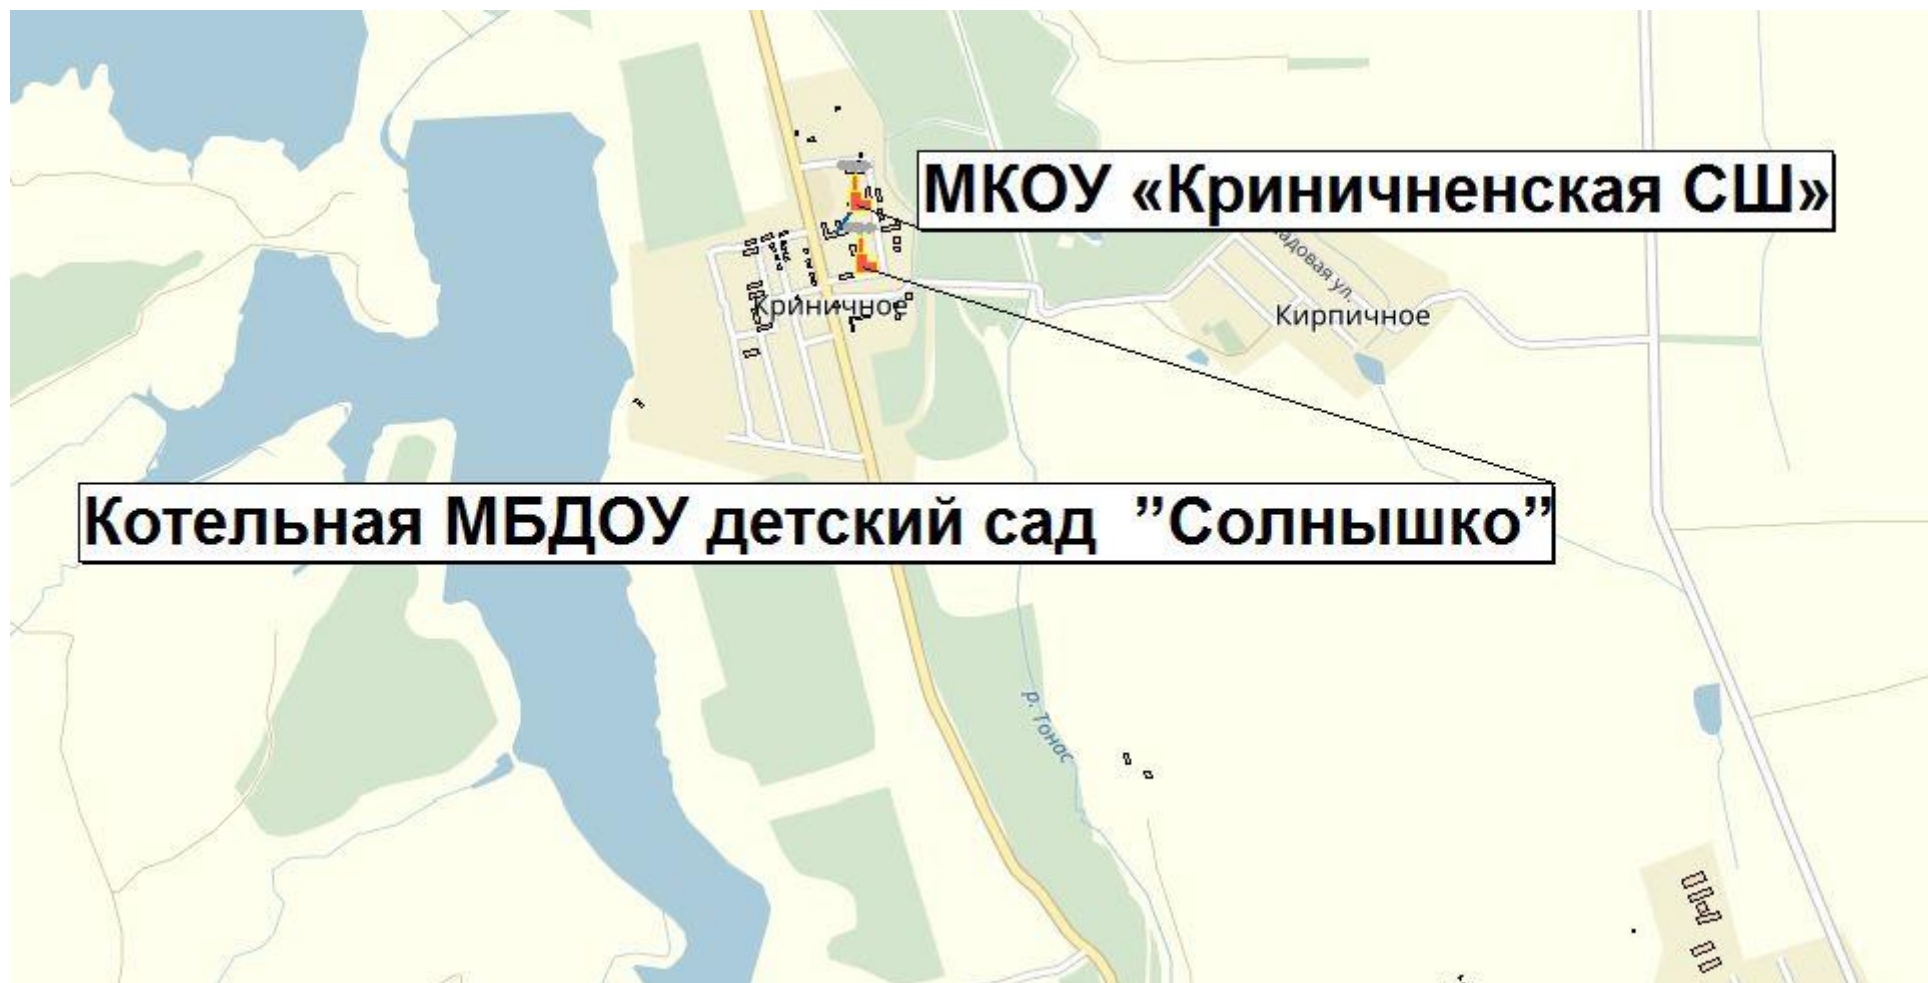 МКОУ «Криничненская СШ»
Криничное
Кирпичное
Котельная МБДОУ детский сад ”Солнышко”
р. Тонас